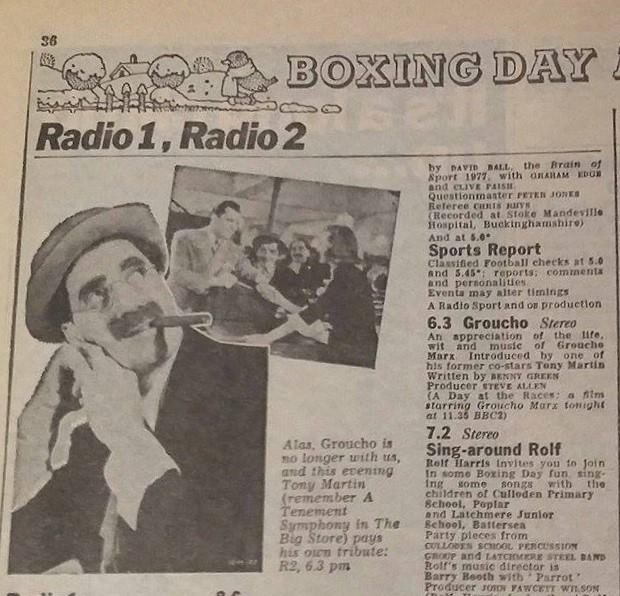 36
BOXING DAY
Radio 1, Radio 2
Alas, Groucho is
no longer with us,
and this evening
Tony Martin
(remember A
Tenement
Symphony in The
Big Store) pays
his own tribute:
R2, 6.3 pm
by DAVID BALL, the Brain of
Sport 1977, with GRAHAM EDGE
and CLIVE PAISH
Questionmaster PETER JONES
Referee CHRIS RHYS
(Recorded at Stoke Mandeville
Hospital, Buckinghamshire)
And at 5.0*
Sports Report
Classified Football checks at 5.0
and 5.45*; reports; comments
and personalities
Events may alter timings
A Radio Sport and OB production
6.3 Groucho Stereo
An appreciation of the life,
wit and music of Groucho
Marx. Introduced by one of
his former co-stars Tony Martin
Written by BENNY GREEN
Producer STEVE ALLEN
(A Day at the Races: a film
starring Groucho Marx tonight
at 11.35 BBC2)
7.2 Stereo
Sing-around Rolf
Rolf Harris invites you to join
in some Boxing Day fun, sing-
ing some songs with the
children of Culloden Primary
School, Poplar
and Latchmere Junior
School, Battersea
Party pieces from
CULLODEN SCHOOL PERCUSSION
GROUP and LATCHMERE STEEL BAND
Rolf's music director is
Barry Booth with 'Parrot'
Producer JOHN FAWCETT WILSON